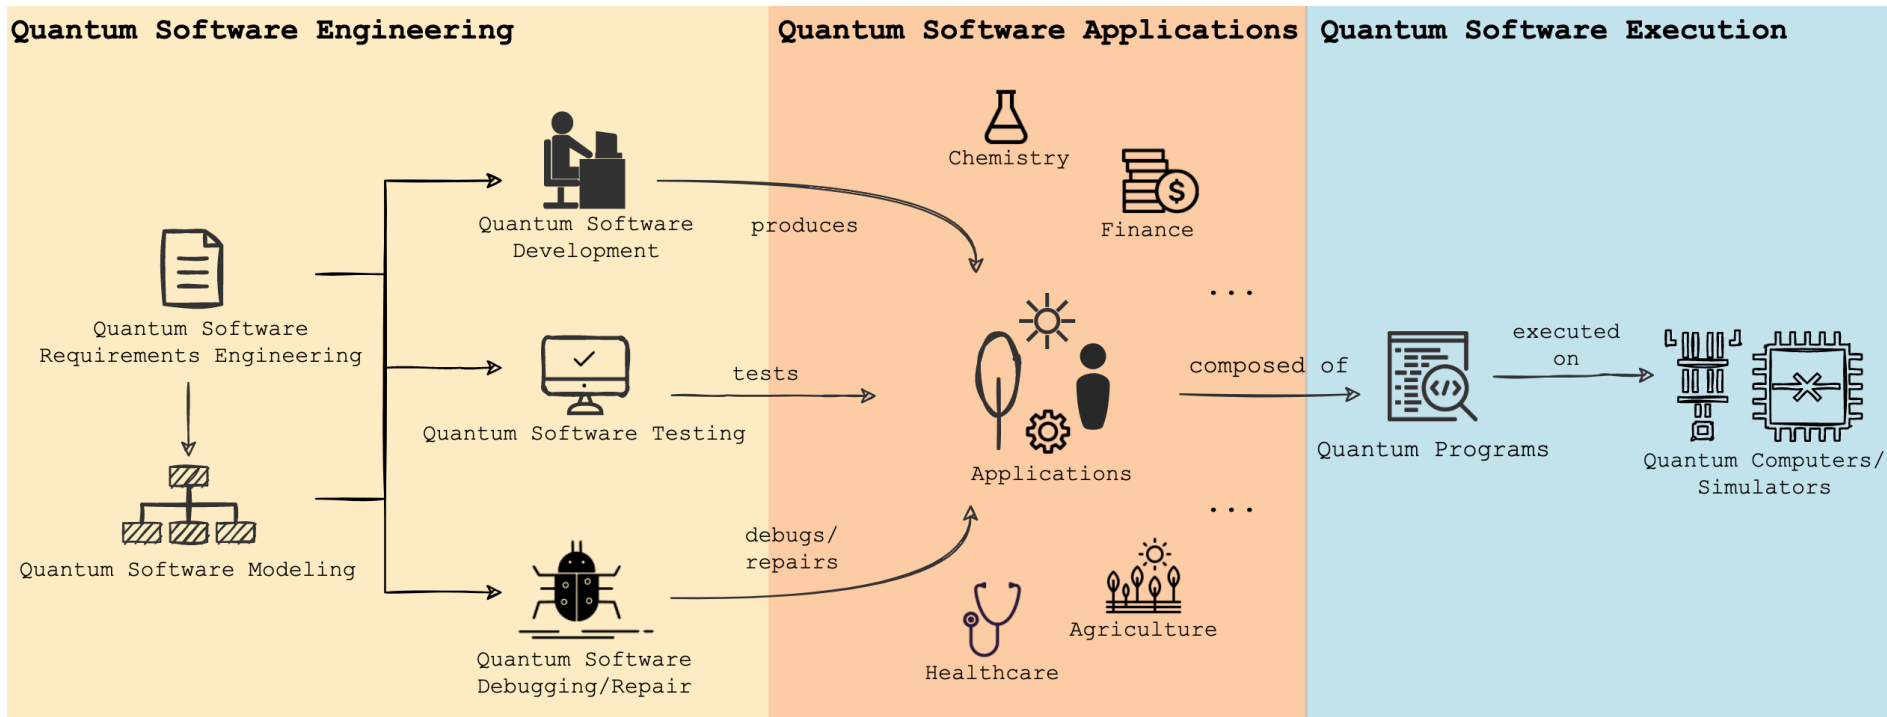 Quantum Software Engineering
Quantum Software Applications
Quantum Software Execution
Quantum Software
Requirements Engineering
Quantum Software Modeling
Quantum Software
Development
Quantum Software Testing
Quantum Software
Debugging/Repair
produces
tests
debugs/
repairs
Chemistry
$
Finance
...
Applications
...
Agriculture
Healthcare
composed of
</>
Quantum Programs
executed
on
Quantum Computers/
Simulators